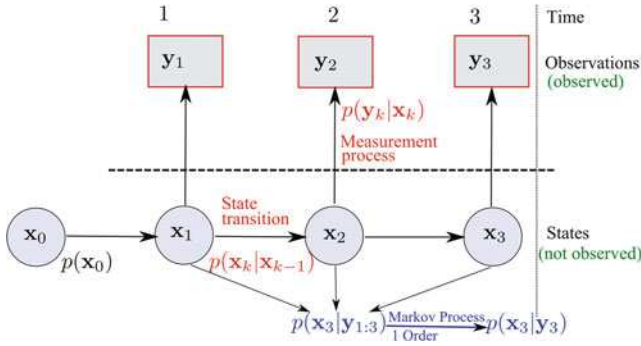 1 2 3 Time
y₁ y₂ y₃ Observations
(observed)
p(yₖ|xₖ)
Measurement
process
State
transition
x₀ x₁ x₂ x₃ States
(not observed)
p(x₀) p(xₖ|xₖ₋₁)
p(x₃|y₁:₃) Markov Process p(x₃|y₃)
1 Order